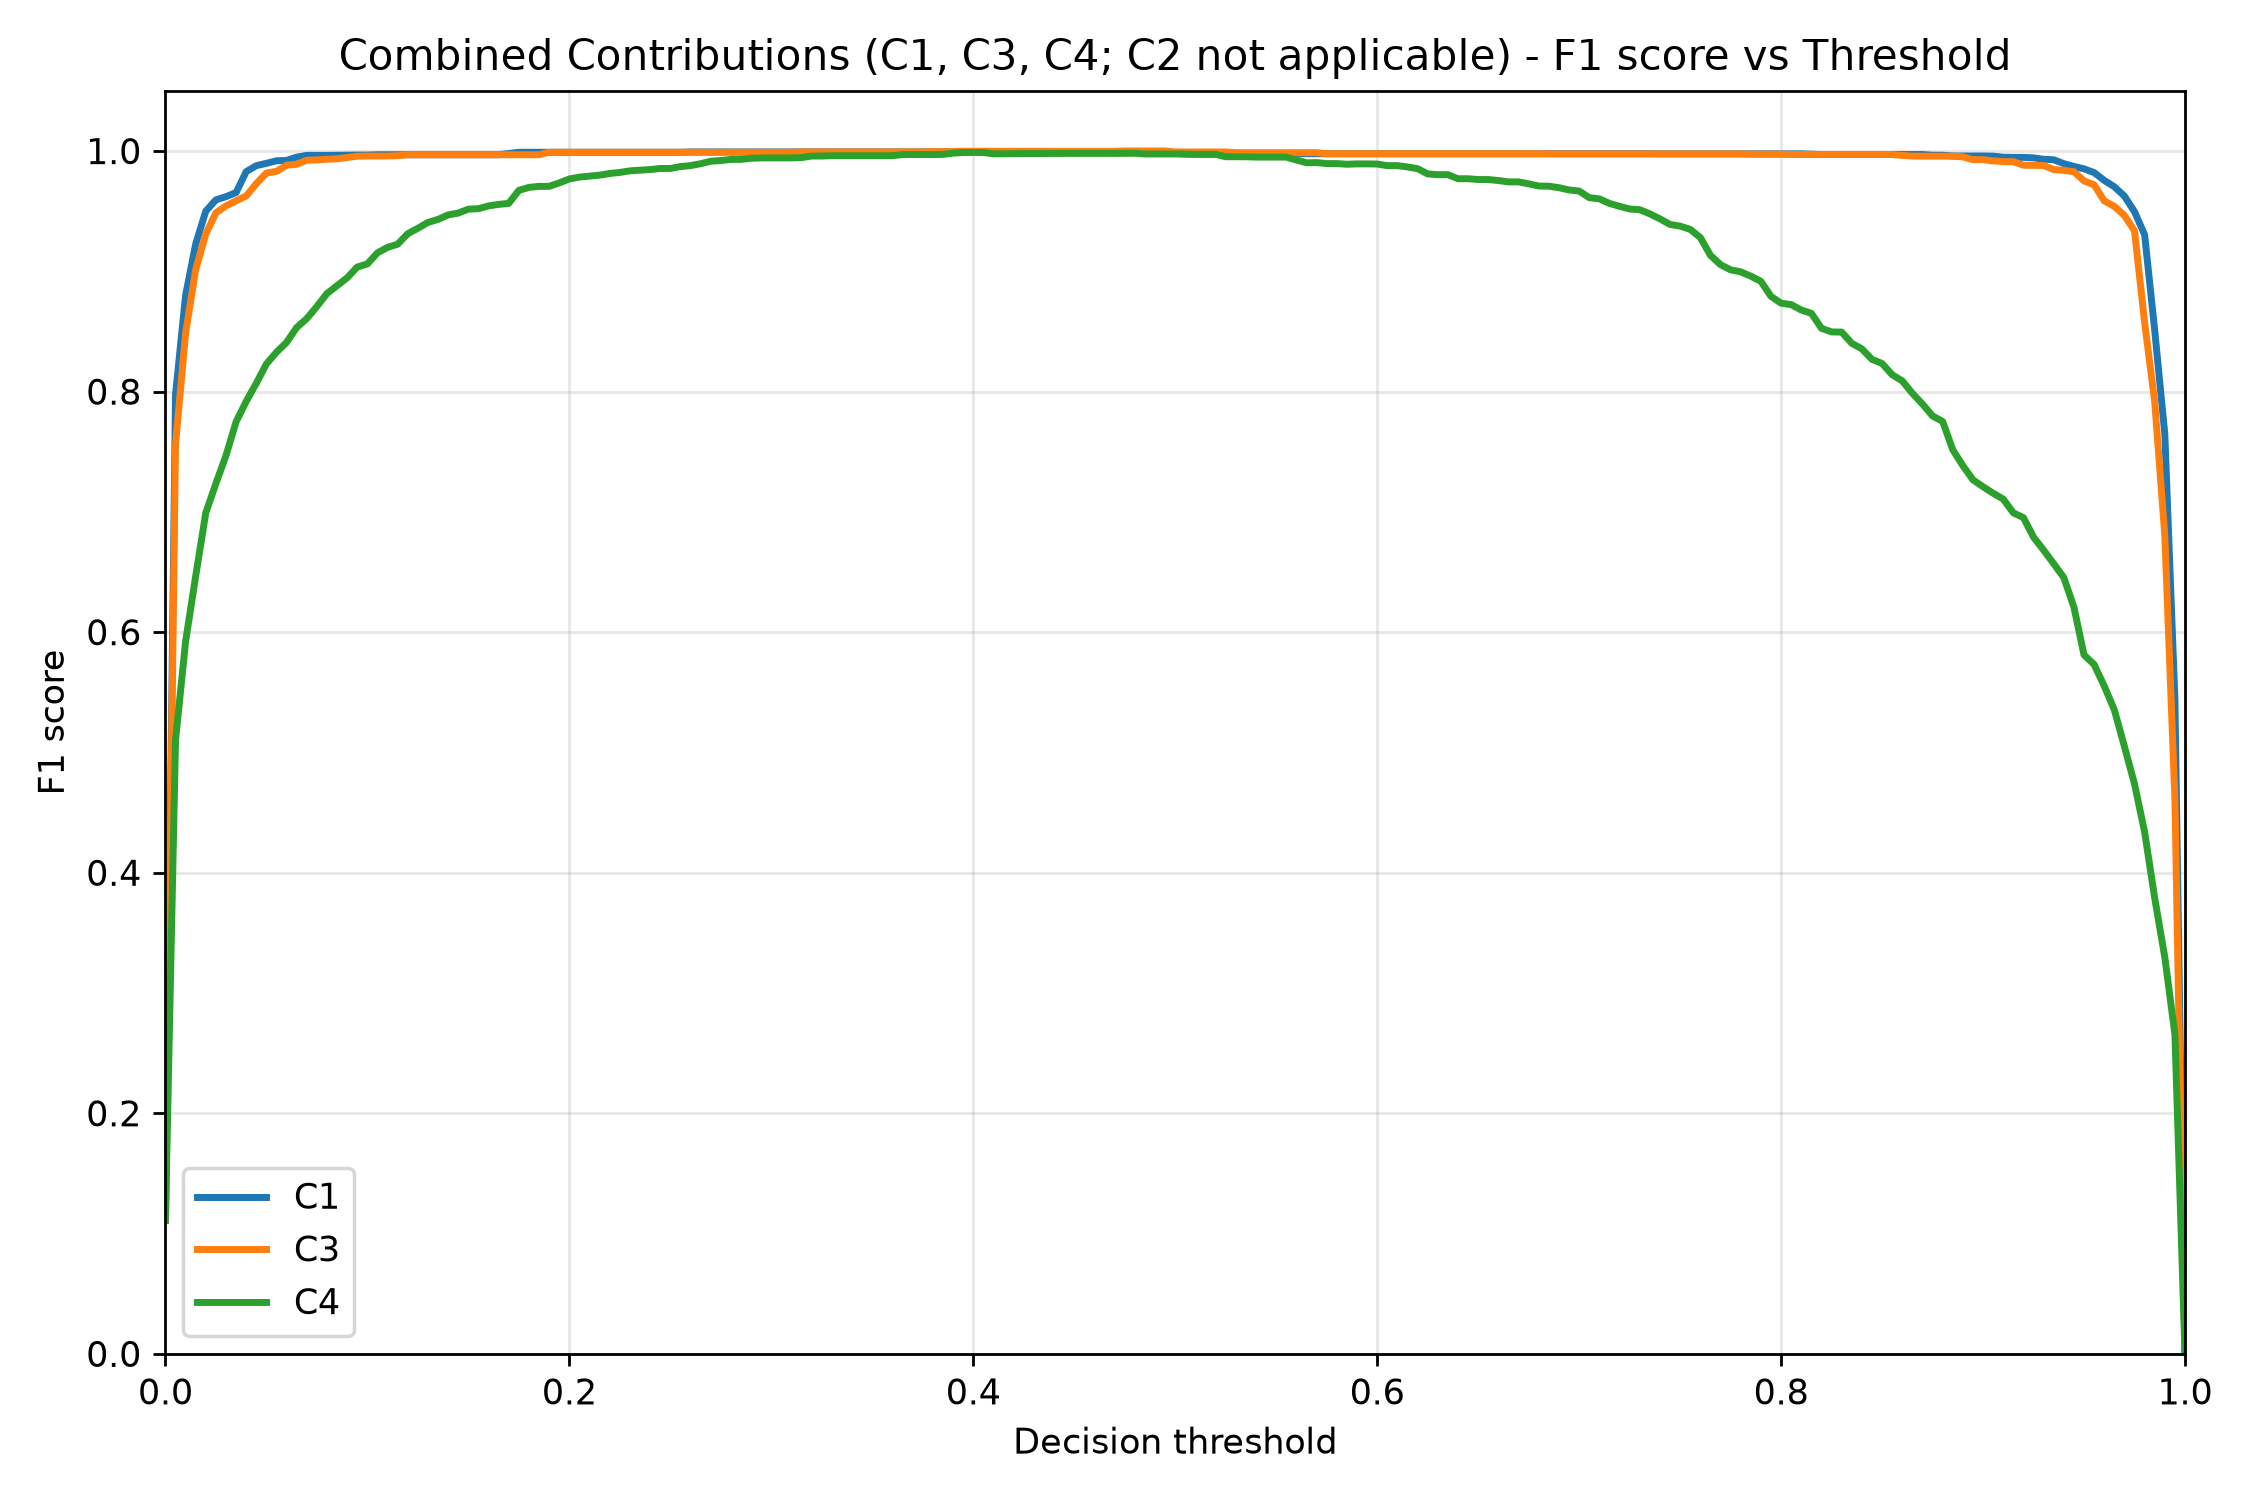 Combined Contributions (C1, C3, C4; C2 not applicable) - F1 score vs Threshold
1.0
0.8
0.6
0.4
0.2
0.0
F1 score
C1
C3
C4
0.0 0.2 0.4 0.6 0.8 1.0
Decision threshold